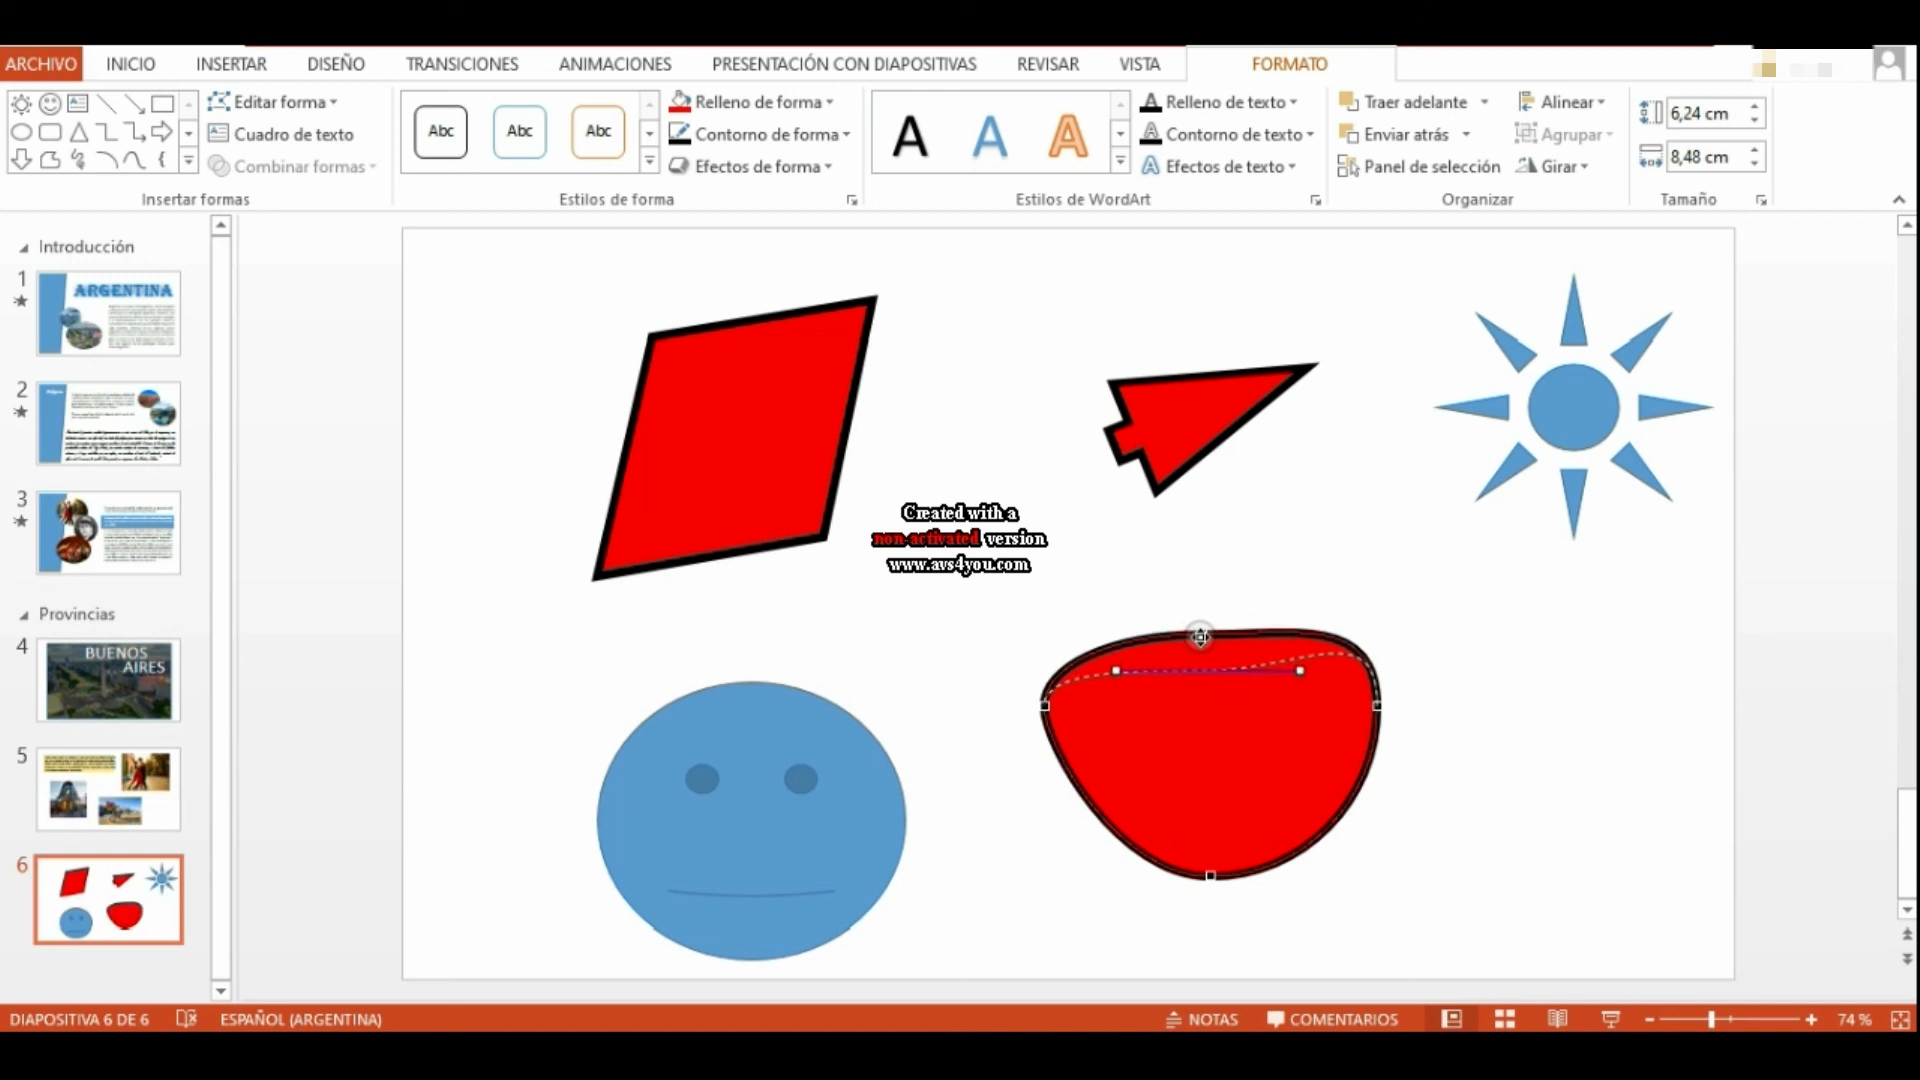 ARCHIVO INICIO INSERTAR DISEÑO TRANSICIONES ANIMACIONES PRESENTACIÓN CON DIAPOSITIVAS REVISAR VISTA FORMATO
Editar forma
Cuadro de texto
Combinar formas
Insertar formas
Abc Abc Abc
Relleno de forma
Contorno de forma
Efectos de forma
Estilos de forma
A A A
Relleno de texto
Contorno de texto
Efectos de texto
Estilos de WordArt
Traer adelante
Enviar atrás
Panel de selección
Alinear
Agrupar
Girar
Organizar
6,24 cm
8,48 cm
Tamaño
Introducción
1
ARGENTINA
2
3
Provincias
4
BUENOS
AIRES
5
6
Created with a
non-activated version
www.avs4you.com
DIAPOSITIVA 6 DE 6 ESPAÑOL (ARGENTINA) NOTAS COMENTARIOS 74 %